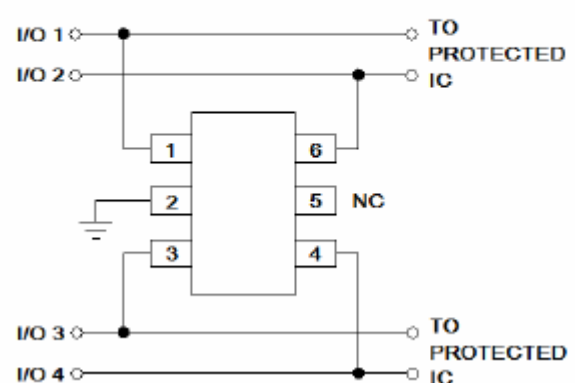 I/O 1
TO
PROTECTED
IC
I/O 2
1
6
2
5 NC
3
4
I/O 3
TO
PROTECTED
IC
I/O 4